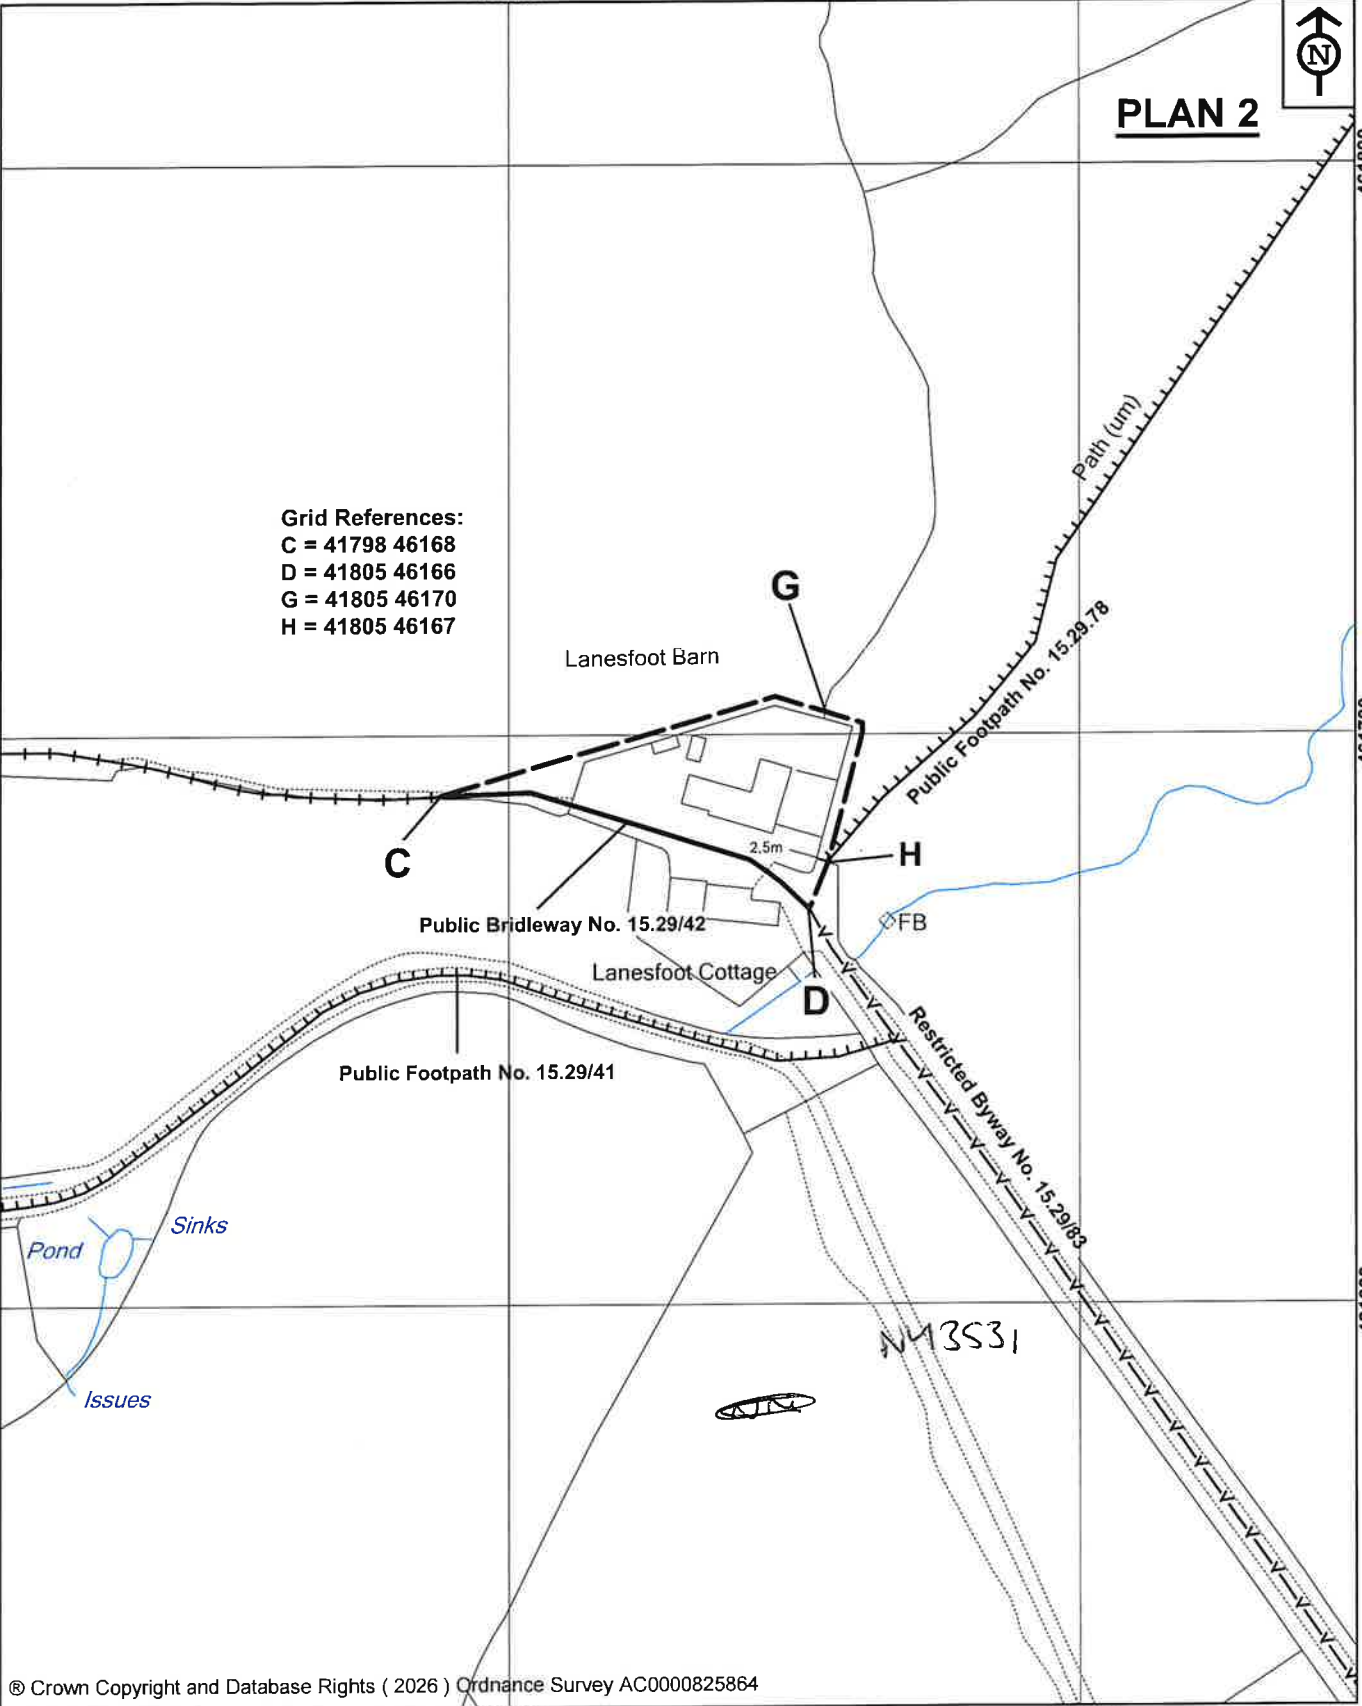 N
PLAN 2
Path (um)
Grid References:
C = 41798 46168
D = 41805 46166
G = 41805 46170
H = 41805 46167
G
Lanesfoot Barn
Public Footpath No. 15.29.78
C
2.5m
H
Public Bridleway No. 15.29/42
FB
Lanesfoot Cottage
D
Restricted Byway No. 15.29/83
Public Footpath No. 15.29/41
Sinks
Pond
NY3531
Issues
® Crown Copyright and Database Rights ( 2026 ) Ordnance Survey AC0000825864